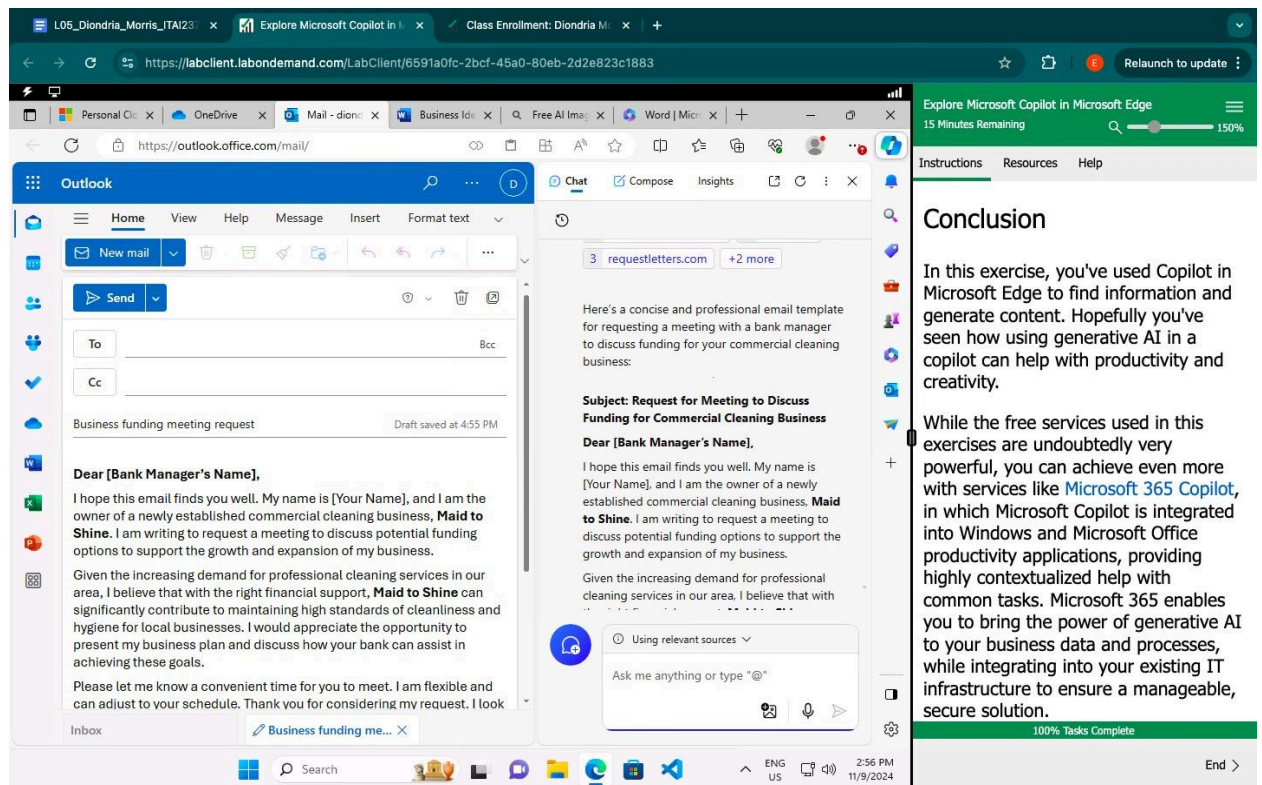 L05_Diondria_Morris_ITAI237
Explore Microsoft Copilot in M
Class Enrollment: Diondria Mo
https://labclient.labondemand.com/LabClient/6591a0fc-2bcf-45a0-80eb-2d2e823c1883
E
Relaunch to update
Personal Clo
OneDrive
Mail - diond
Business Ide
Free AI Imag
Word | Micr
https://outlook.office.com/mail/
Outlook
D
Home View Help Message Insert Format text
New mail
Send
To
Bcc
Cc
Business funding meeting request
Draft saved at 4:55 PM
Dear [Bank Manager's Name],
I hope this email finds you well. My name is [Your Name], and I am the
owner of a newly established commercial cleaning business, Maid to
Shine. I am writing to request a meeting to discuss potential funding
options to support the growth and expansion of my business.
Given the increasing demand for professional cleaning services in our
area, I believe that with the right financial support, Maid to Shine can
significantly contribute to maintaining high standards of cleanliness and
hygiene for local businesses. I would appreciate the opportunity to
present my business plan and discuss how your bank can assist in
achieving these goals.
Please let me know a convenient time for you to meet. I am flexible and
can adjust to your schedule. Thank you for considering my request. I look
Inbox
Business funding me...
Chat Compose Insights
3 requestletters.com +2 more
Here's a concise and professional email template
for requesting a meeting with a bank manager
to discuss funding for your commercial cleaning
business:
Subject: Request for Meeting to Discuss
Funding for Commercial Cleaning Business
Dear [Bank Manager's Name],
I hope this email finds you well. My name is
[Your Name], and I am the owner of a newly
established commercial cleaning business, Maid
to Shine. I am writing to request a meeting to
discuss potential funding options to support the
growth and expansion of my business.
Given the increasing demand for professional
cleaning services in our area, I believe that with
Using relevant sources
Ask me anything or type "@"
Search
ENG
US
2:56 PM
11/9/2024
Explore Microsoft Copilot in Microsoft Edge
15 Minutes Remaining
150%
Instructions Resources Help
Conclusion
In this exercise, you've used Copilot in
Microsoft Edge to find information and
generate content. Hopefully you've
seen how using generative AI in a
copilot can help with productivity and
creativity.
While the free services used in this
exercises are undoubtedly very
powerful, you can achieve even more
with services like Microsoft 365 Copilot,
in which Microsoft Copilot is integrated
into Windows and Microsoft Office
productivity applications, providing
highly contextualized help with
common tasks. Microsoft 365 enables
you to bring the power of generative AI
to your business data and processes,
while integrating into your existing IT
infrastructure to ensure a manageable,
secure solution.
100% Tasks Complete
End